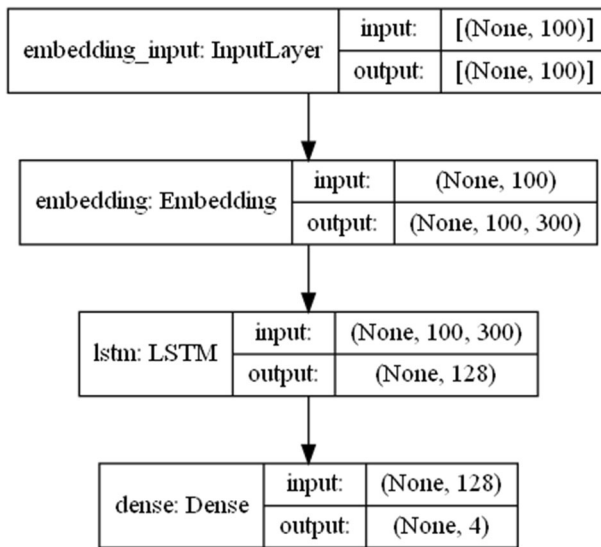 embedding_input: InputLayer
input: [(None, 100)]
output: [(None, 100)]
embedding: Embedding
input: (None, 100)
output: (None, 100, 300)
lstm: LSTM
input: (None, 100, 300)
output: (None, 128)
dense: Dense
input: (None, 128)
output: (None, 4)